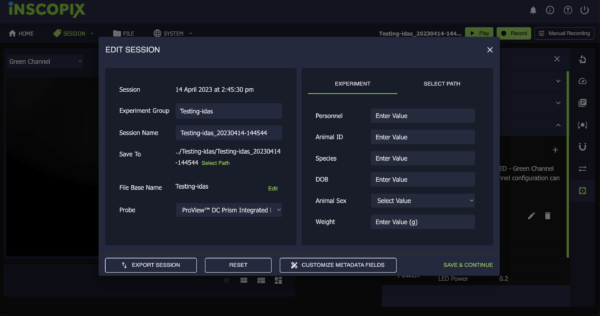 INSCOPIX
HOME
SESSION
FILE
SYSTEM
Testing-idas_20230414-144...
Play
Record
Manual Recording
Green Channel
EDIT SESSION
Session
14 April 2023 at 2:45:30 pm
Experiment Group
Testing-idas
Session Name
Testing-idas_20230414-144544
Save To
../Testing-idas/Testing-idas_20230414
-144544 Select Path
File Base Name
Testing-idas
Edit
Probe
ProView™ DC Prism Integrated
EXPERIMENT
SELECT PATH
Personnel
Enter Value
Animal ID
Enter Value
Species
Enter Value
DOB
Enter Value
Animal Sex
Select Value
Weight
Enter Value (g)
ED - Green Channel
nel configuration can
EXPORT SESSION
RESET
CUSTOMIZE METADATA FIELDS
SAVE & CONTINUE
LED Power
0.2